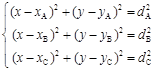 (x-x_A)^2+(y-y_A)^2=d_A^2
(x-x_B)^2+(y-y_B)^2=d_B^2
(x-x_C)^2+(y-y_C)^2=d_C^2